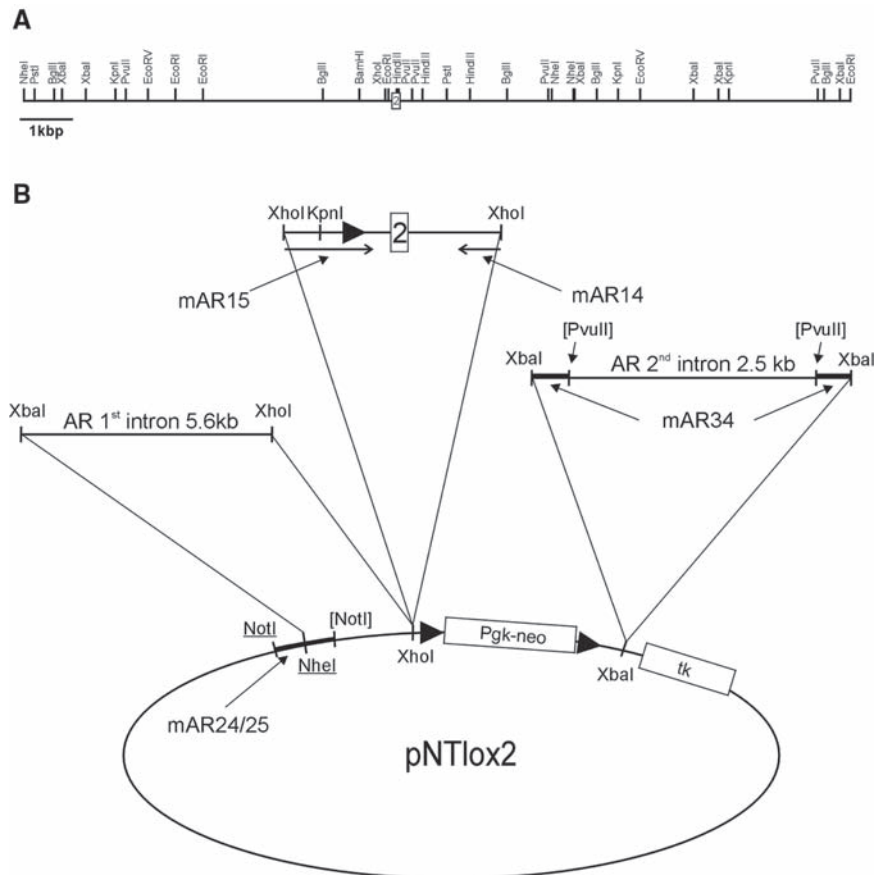 A
NheI PstI BglII XbaI XbaI KpnI PvuII EcoRV EcoRI EcoRI BglII BamHI XhoI EcoRI HindIII PvuII PvuII HindIII PstI HindIII BglII PvuII NheI NheI XbaI BglII KpnI EcoRV XbaI XbaI KpnI PvuII BglII XbaI EcoRI
2
1kbp
B
XhoI KpnI XhoI
2
mAR15 mAR14
[PvuII] [PvuII]
XbaI AR 2nd intron 2.5 kb XbaI
mAR34
XbaI AR 1st intron 5.6kb XhoI
NotI [NotI] Pgk-neo
NheI XhoI XbaI tk
mAR24/25
pNTlox2